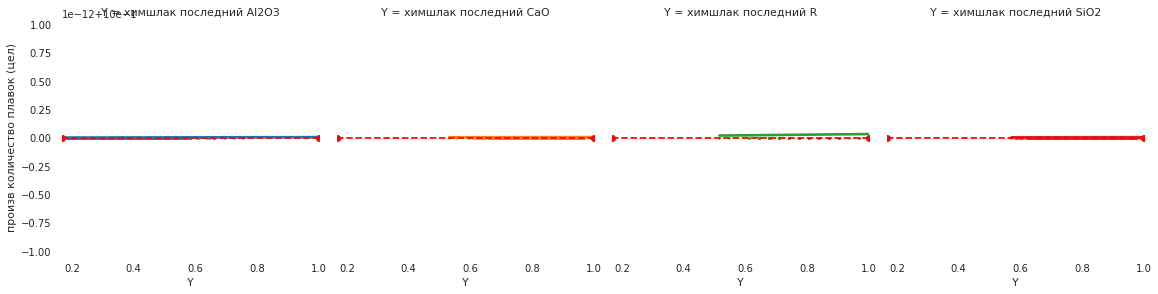 1e−12+10e−1
Y = химшлак последний Al2O3
Y = химшлак последний CaO
Y = химшлак последний R
Y = химшлак последний SiO2
произв количество плавок (цел)
1.00
0.75
0.50
0.25
0.00
−0.25
−0.50
−0.75
−1.00
0.2 0.4 0.6 0.8 1.0
0.2 0.4 0.6 0.8 1.0
0.2 0.4 0.6 0.8 1.0
0.2 0.4 0.6 0.8 1.0
Y
Y
Y
Y